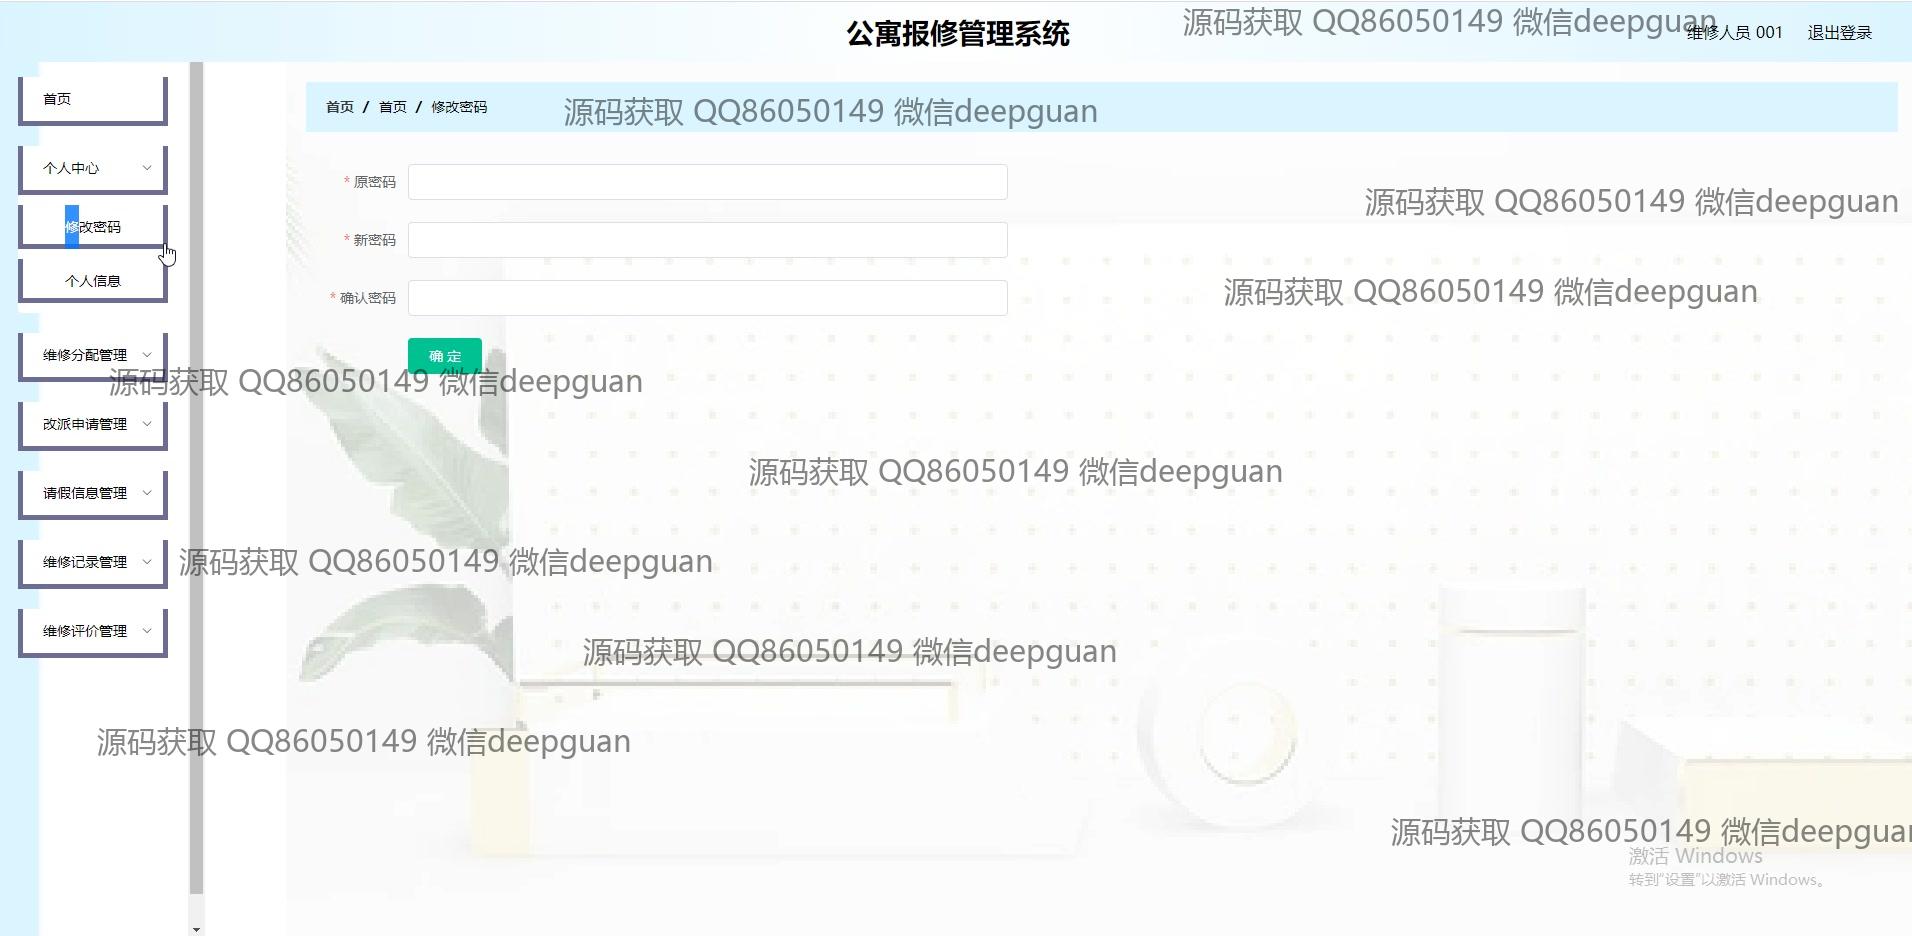 公寓报修管理系统
源码获取 QQ86050149 微信deepguan
维修人员 001 退出登录
首页
个人中心
修改密码
个人信息
维修分配管理
改派申请管理
请假信息管理
维修记录管理
维修评价管理
首页 / 首页 / 修改密码
源码获取 QQ86050149 微信deepguan
* 原密码
源码获取 QQ86050149 微信deepguan
* 新密码
源码获取 QQ86050149 微信deepguan
* 确认密码
确 定
源码获取 QQ86050149 微信deepguan
源码获取 QQ86050149 微信deepguan
源码获取 QQ86050149 微信deepguan
源码获取 QQ86050149 微信deepguan
源码获取 QQ86050149 微信deepguan
源码获取 QQ86050149 微信deepguan
激活 Windows
转到“设置”以激活 Windows。